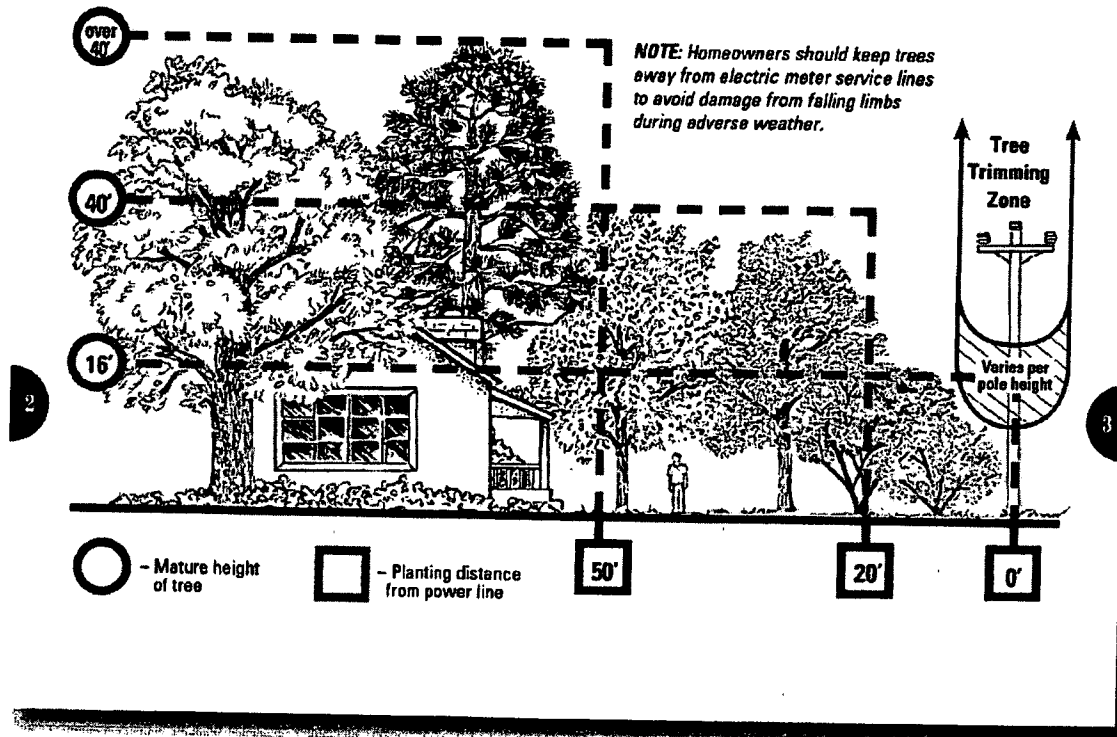 over
40'
NOTE: Homeowners should keep trees
away from electric meter service lines
to avoid damage from falling limbs
during adverse weather.
Tree
Trimming
Zone
40'
16'
Varies per
pole height
2
3
- Mature height
of tree
- Planting distance
from power line
50'
20'
0'